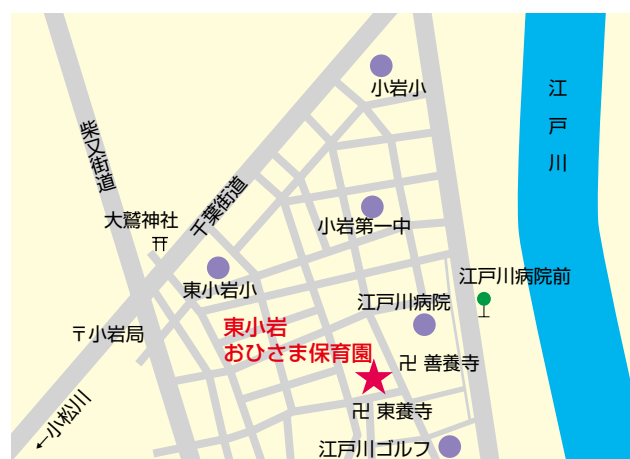 小岩小
江戸川
柴又街道
千葉街道
大鷲神社
小岩第一中
東小岩小
江戸川病院前
江戸川病院
東小岩
おひさま保育園
〒小岩局
卍 善養寺
卍 東養寺
←小松川
江戸川ゴルフ